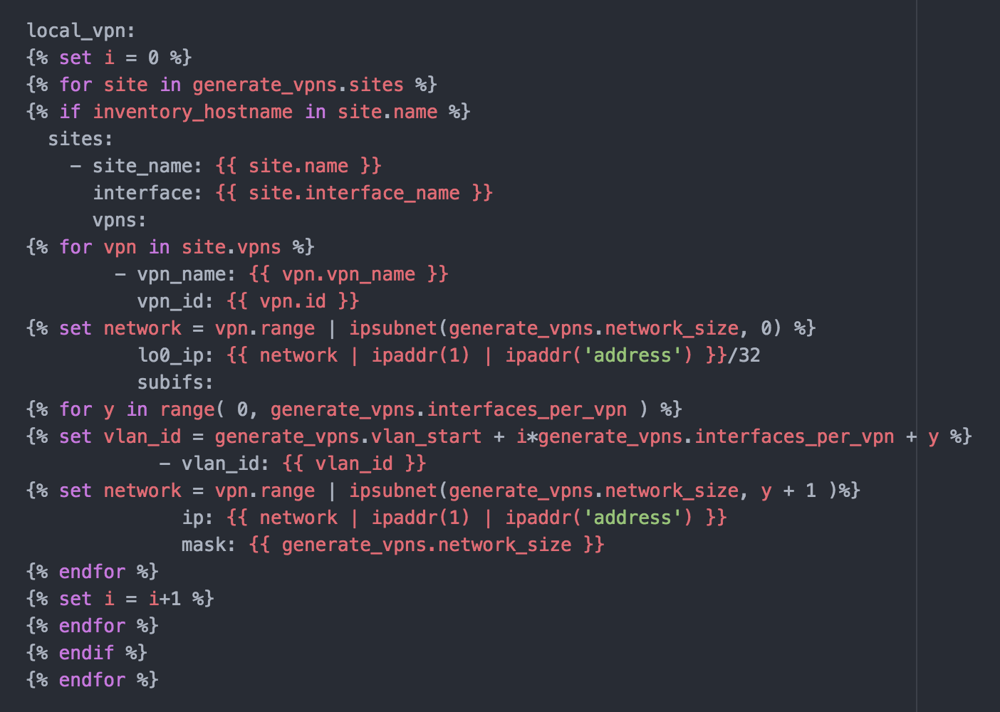 local_vpn:
{% set i = 0 %}
{% for site in generate_vpns.sites %}
{% if inventory_hostname in site.name %}
  sites:
    - site_name: {{ site.name }}
      interface: {{ site.interface_name }}
      vpns:
{% for vpn in site.vpns %}
        - vpn_name: {{ vpn.vpn_name }}
          vpn_id: {{ vpn.id }}
{% set network = vpn.range | ipsubnet(generate_vpns.network_size, 0) %}
          lo0_ip: {{ network | ipaddr(1) | ipaddr('address') }}/32
          subifs:
{% for y in range( 0, generate_vpns.interfaces_per_vpn ) %}
{% set vlan_id = generate_vpns.vlan_start + i*generate_vpns.interfaces_per_vpn + y %}
            - vlan_id: {{ vlan_id }}
{% set network = vpn.range | ipsubnet(generate_vpns.network_size, y + 1 )%}
              ip: {{ network | ipaddr(1) | ipaddr('address') }}
              mask: {{ generate_vpns.network_size }}
{% endfor %}
{% set i = i+1 %}
{% endfor %}
{% endif %}
{% endfor %}